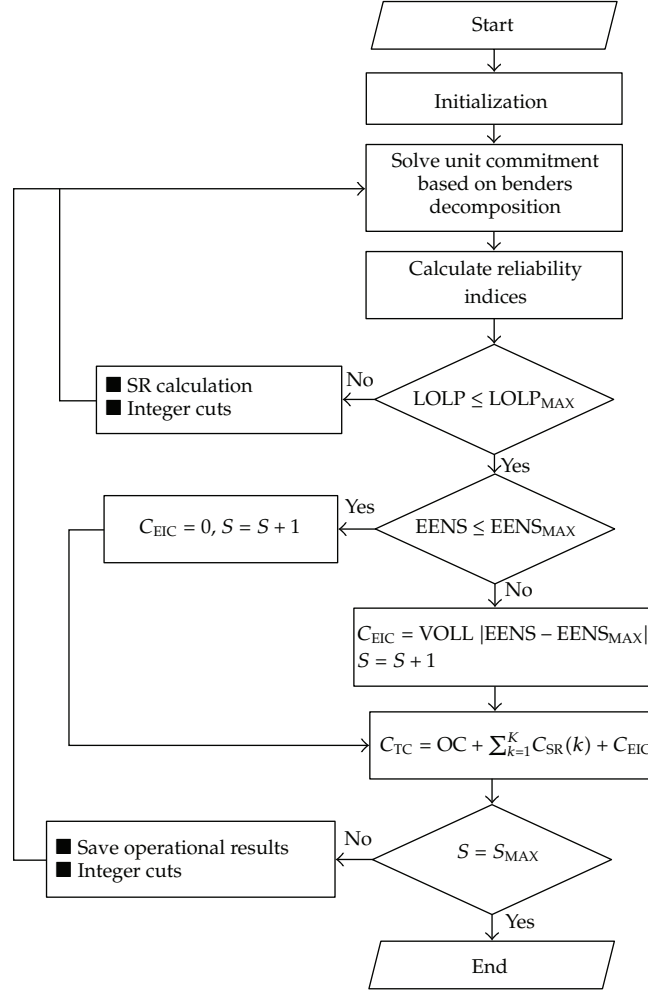 Start
Initialization
Solve unit commitment
based on benders
decomposition
Calculate reliability
indices
LOLP ≤ LOLP_MAX
No
■ SR calculation
■ Integer cuts
Yes
EENS ≤ EENS_MAX
Yes
C_EIC = 0, S = S + 1
No
C_EIC = VOLL |EENS − EENS_MAX|
S = S + 1
C_TC = OC + ∑_{k=1}^{K} C_SR(k) + C_EIC
S = S_MAX
No
■ Save operational results
■ Integer cuts
Yes
End